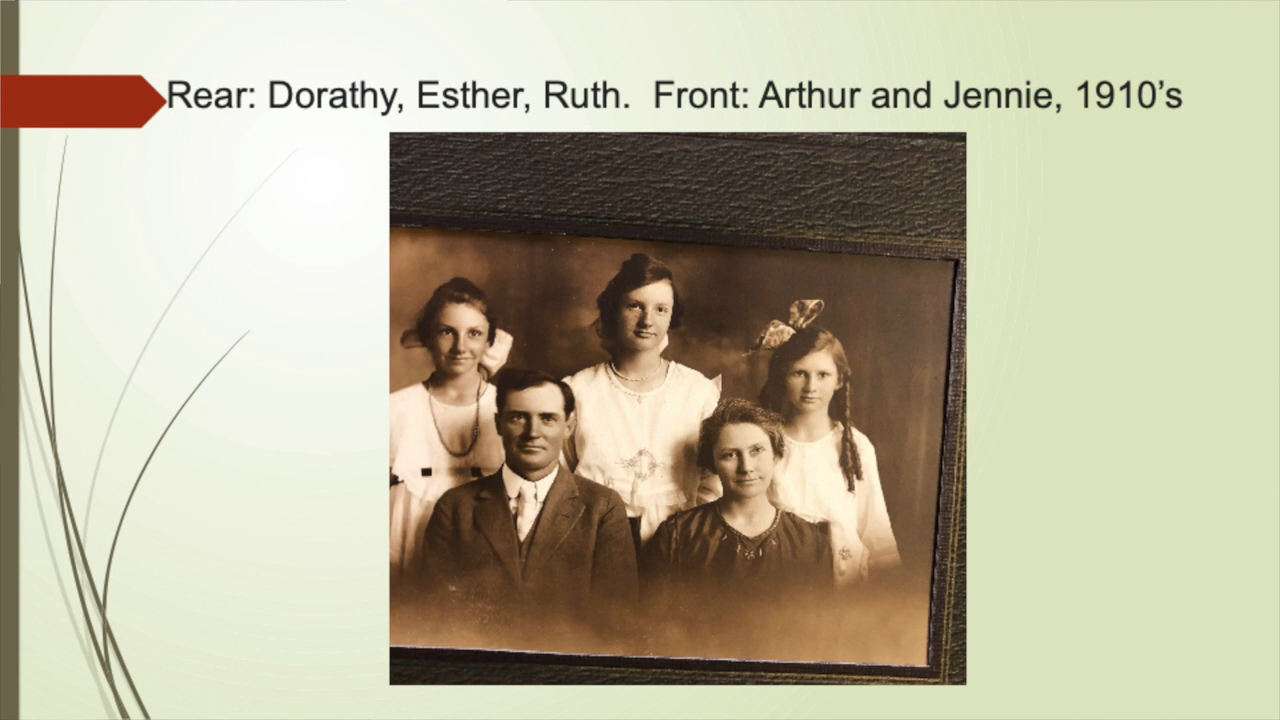 Rear: Dorathy, Esther, Ruth.  Front: Arthur and Jennie, 1910’s